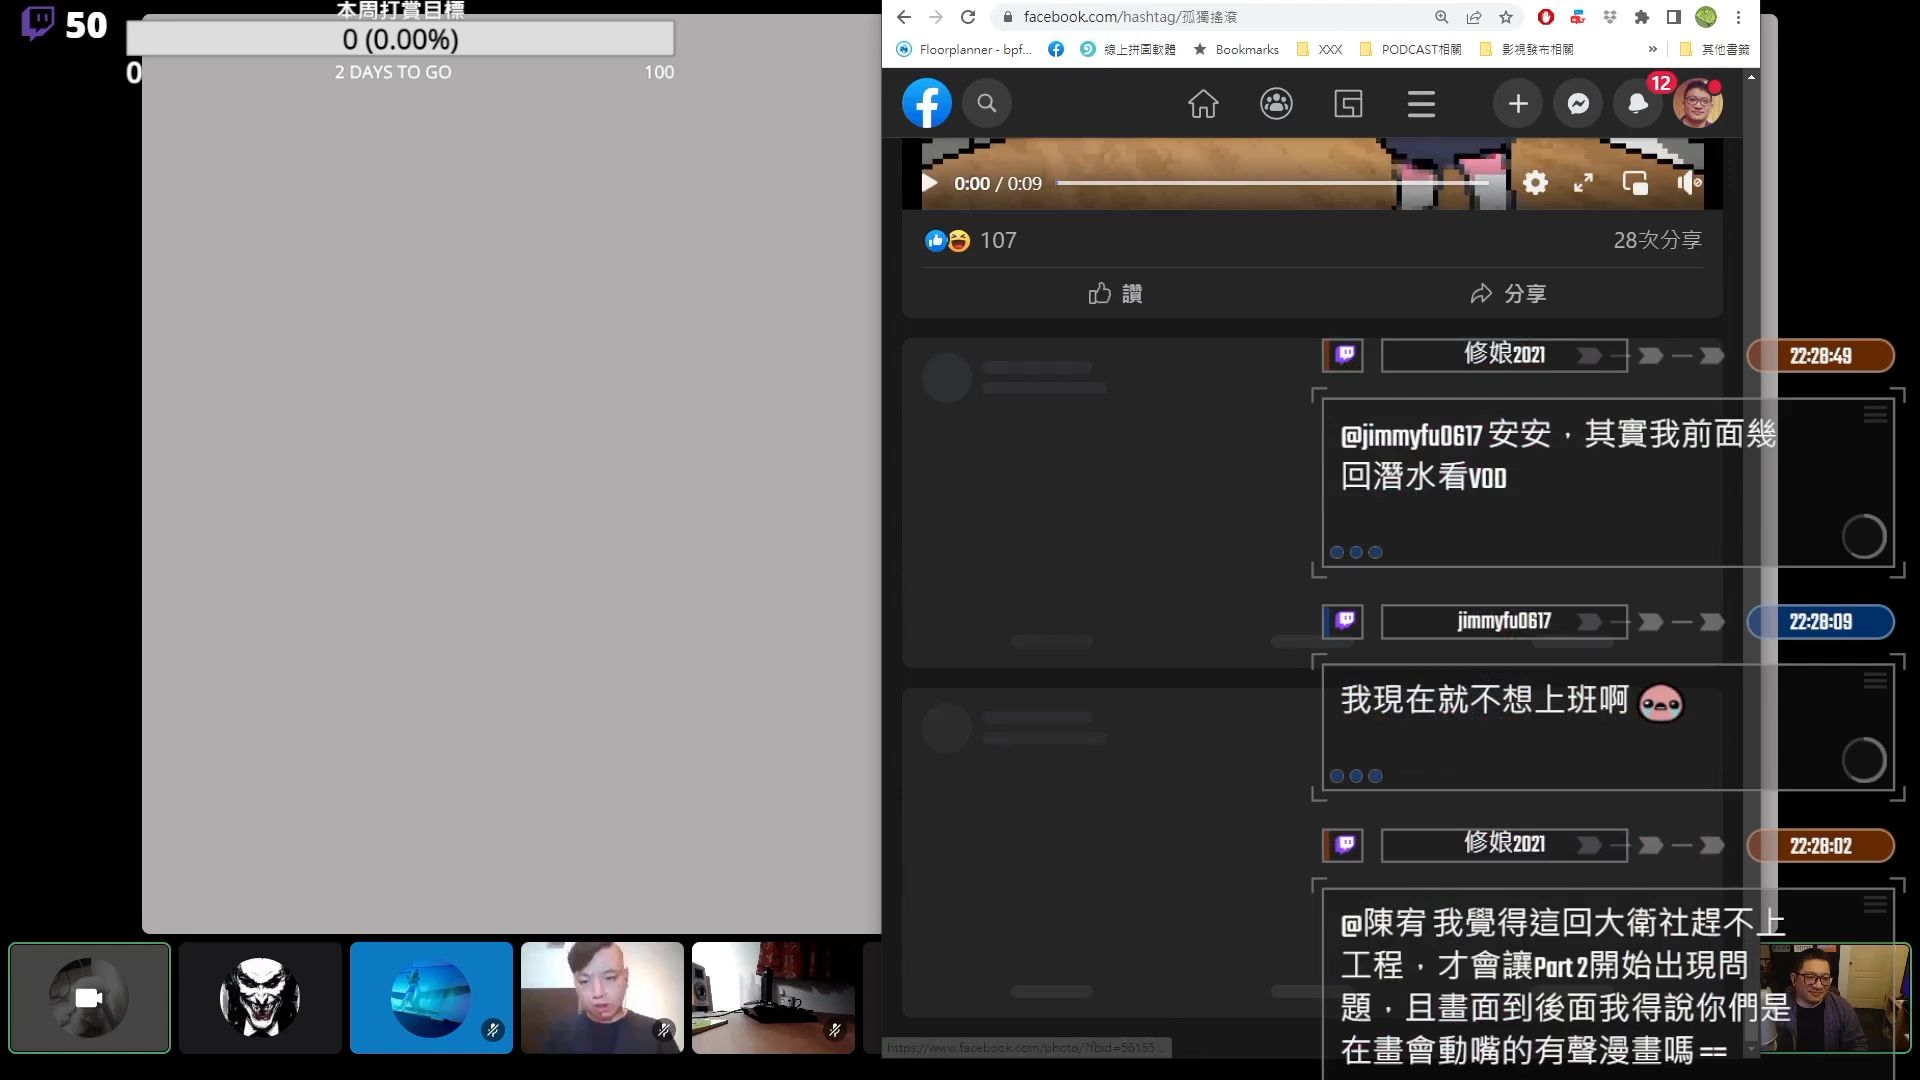 50
本周打賞目標
0 (0.00%)
0
2 DAYS TO GO
100
facebook.com/hashtag/孤獨搖滾
Floorplanner - bpf...
線上拼圖軟體
Bookmarks
XXX
PODCAST相關
影視發布相關
»
其他書籤
12
0:00 / 0:09
107
28次分享
讚
分享
修娘2021
22:28:49
@jimmyfu0617 安安，其實我前面幾
回潛水看VOD
jimmyfu0617
22:28:09
我現在就不想上班啊
修娘2021
22:28:02
@陳宥 我覺得這回大衛社趕不上
工程，才會讓Part 2開始出現問
題，且畫面到後面我得說你們是
在畫會動嘴的有聲漫畫嗎 ==
https://www.facebook.com/photo/?fbid=56155...